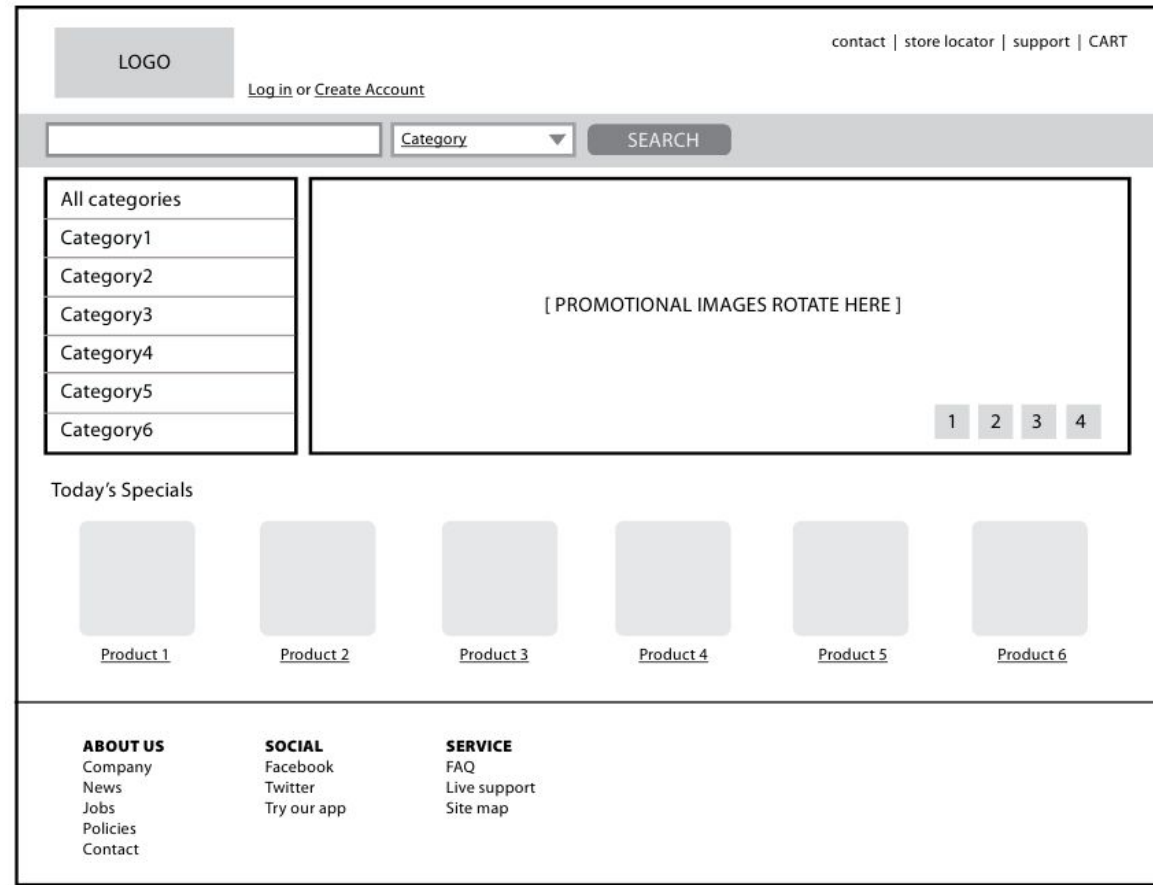 LOGO
contact | store locator | support | CART
Log in or Create Account
Category
SEARCH
All categories
Category1
Category2
Category3
Category4
Category5
Category6
[ PROMOTIONAL IMAGES ROTATE HERE ]
1 2 3 4
Today’s Specials
Product 1
Product 2
Product 3
Product 4
Product 5
Product 6
ABOUT US
Company
News
Jobs
Policies
Contact
SOCIAL
Facebook
Twitter
Try our app
SERVICE
FAQ
Live support
Site map